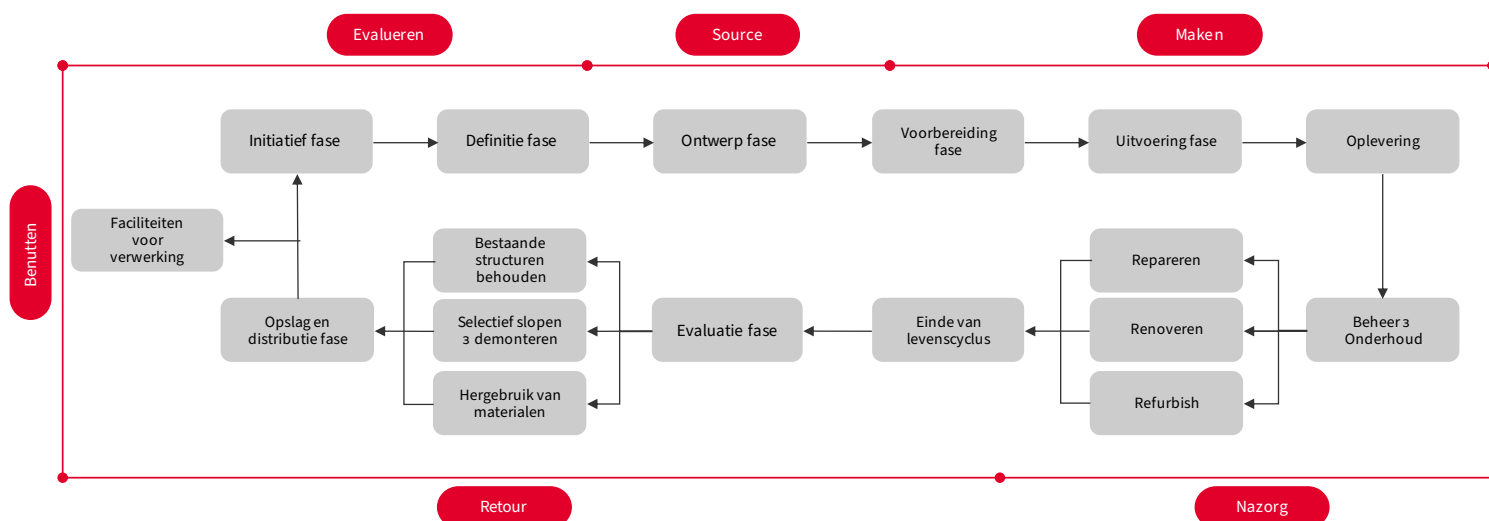 Evalueren
Source
Maken
Initiatief fase
Definitie fase
Ontwerp fase
Voorbereiding
fase
Uitvoering fase
Oplevering
Benutten
Faciliteiten
voor
verwerking
Bestaande
structuren
behouden
Repareren
Opslag en
distributie fase
Selectief slopen
3 demonteren
Evaluatie fase
Einde van
levenscyclus
Renoveren
Beheer 3
Onderhoud
Hergebruik van
materialen
Refurbish
Retour
Nazorg